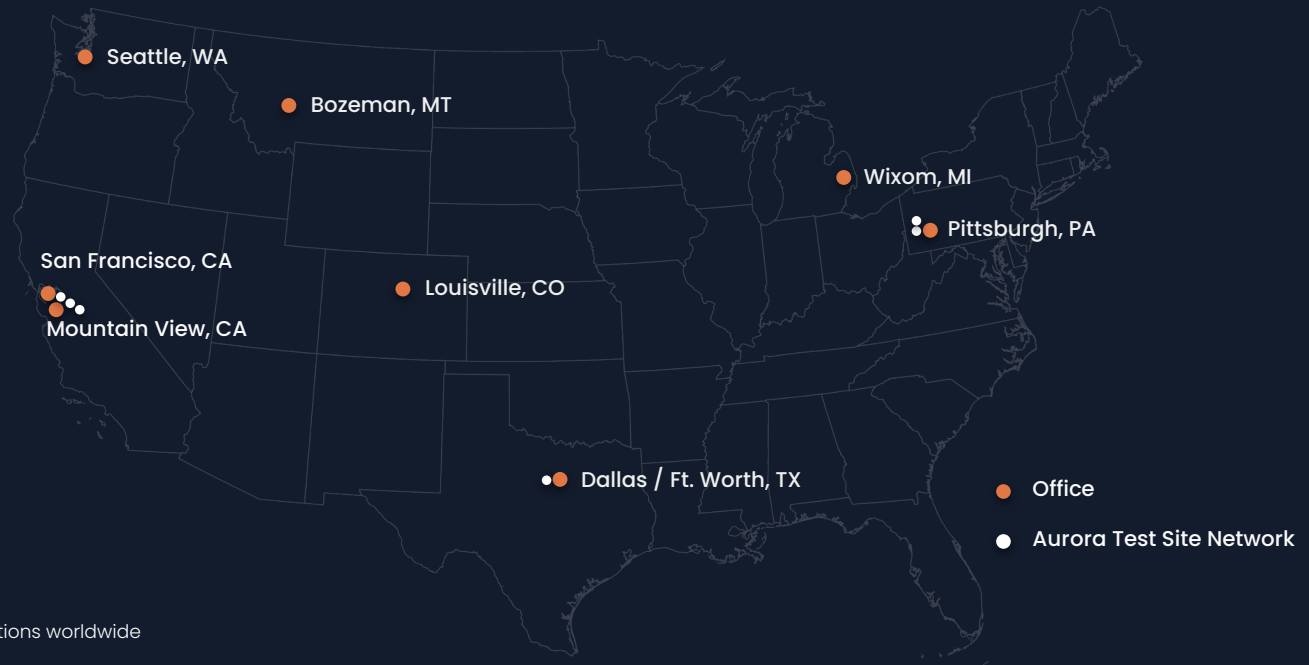 Seattle, WA
Bozeman, MT
Wixom, MI
Pittsburgh, PA
San Francisco, CA
Louisville, CO
Mountain View, CA
Dallas / Ft. Worth, TX
Office
Aurora Test Site Network
worldwide